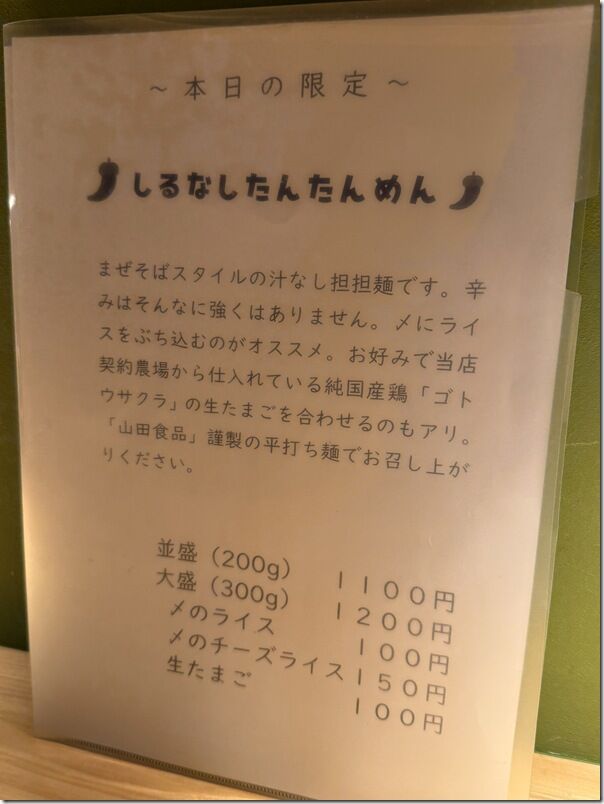 ～本日の限定～
しるなしたんたんめん
まぜそばスタイルの汁なし担担麺です。辛
みはそんなに強くはありません。〆にライ
スをぶち込むのがオススメ。お好みで当店
契約農場から仕入れている純国産鶏「ゴト
ウサクラ」の生たまごを合わせるのもアリ。
「山田食品」謹製の平打ち麺でお召し上が
りください。
並盛（200g） １１００円
大盛（300g） １２００円
〆のライス １００円
〆のチーズライス １５０円
生たまご １００円